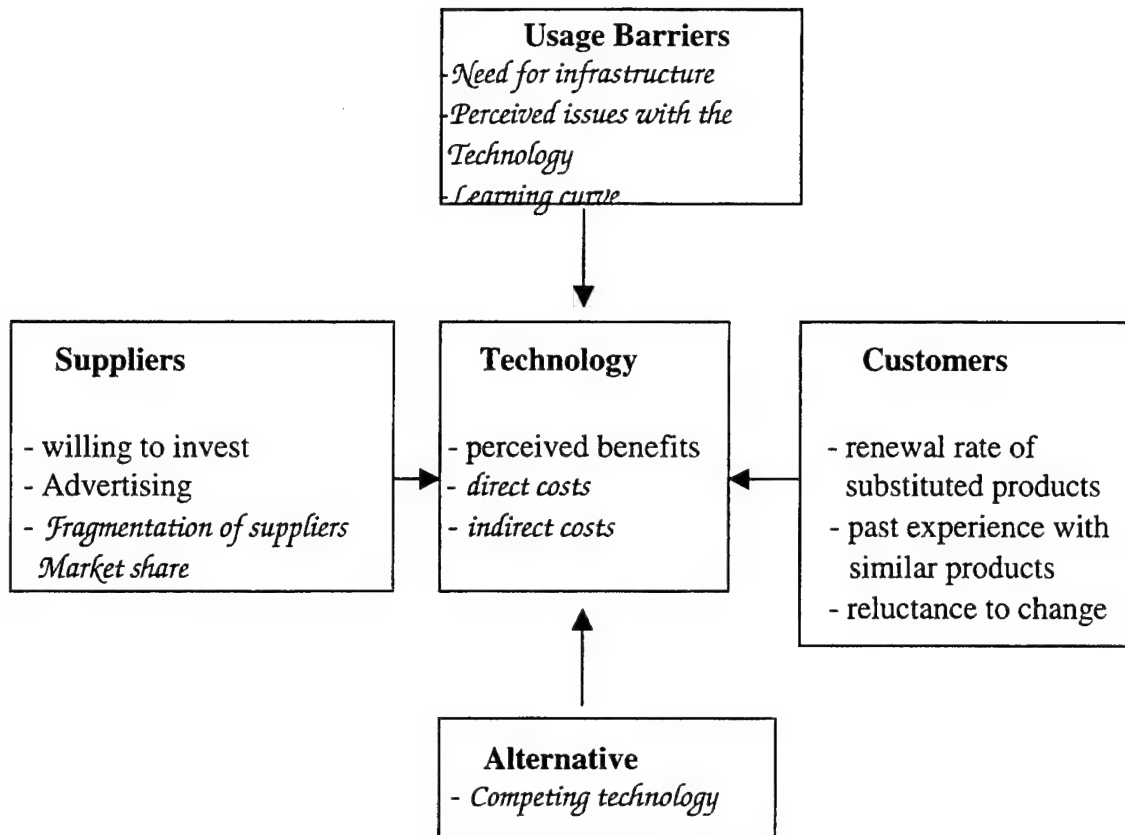 Usage Barriers
- Need for infrastructure
- Perceived issues with the
Technology
- Learning curve
Suppliers
- willing to invest
- Advertising
- Fragmentation of suppliers
Market share
Technology
- perceived benefits
- direct costs
- indirect costs
Customers
- renewal rate of
substituted products
- past experience with
similar products
- reluctance to change
Alternative
- Competing technology